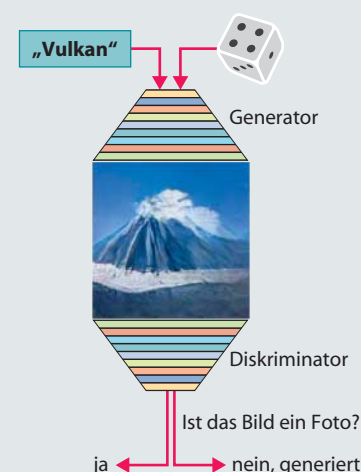 „Vulkan“
Generator
Diskriminator
Ist das Bild ein Foto?
ja
nein, generiert